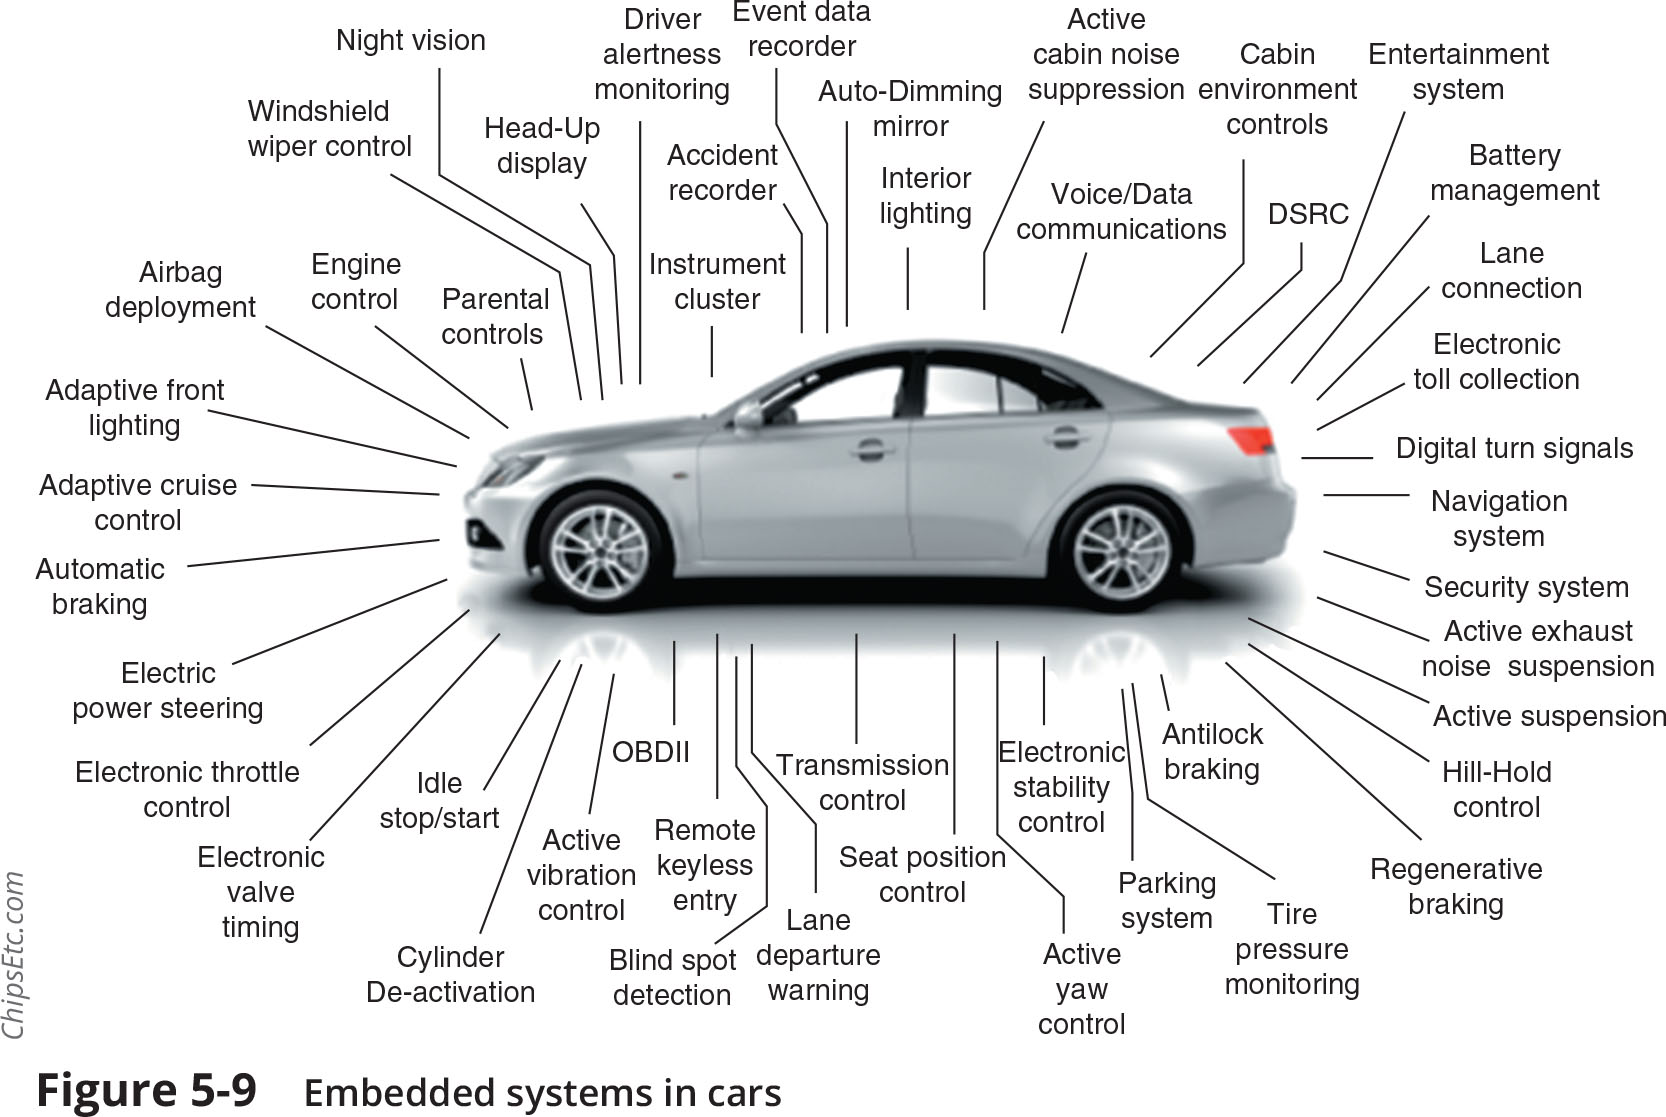 Night vision
Driver
alertness
monitoring
Event data
recorder
Active
cabin noise
suppression
Cabin
environment
controls
Entertainment
system
Windshield
wiper control
Head-Up
display
Auto-Dimming
mirror
Accident
recorder
Interior
lighting
Voice/Data
communications
DSRC
Battery
management
Airbag
deployment
Engine
control
Parental
controls
Instrument
cluster
Lane
connection
Electronic
toll collection
Adaptive front
lighting
Digital turn signals
Adaptive cruise
control
Navigation
system
Automatic
braking
Security system
Active exhaust
noise suspension
Electric
power steering
Active suspension
Electronic throttle
control
Idle
stop/start
OBDII
Transmission
control
Electronic
stability
control
Antilock
braking
Hill-Hold
control
Electronic
valve
timing
Active
vibration
control
Remote
keyless
entry
Seat position
control
Parking
system
Regenerative
braking
Cylinder
De-activation
Blind spot
detection
Lane
departure
warning
Active
yaw
control
Tire
pressure
monitoring
ChipsEtc.com
Figure 5-9 Embedded systems in cars